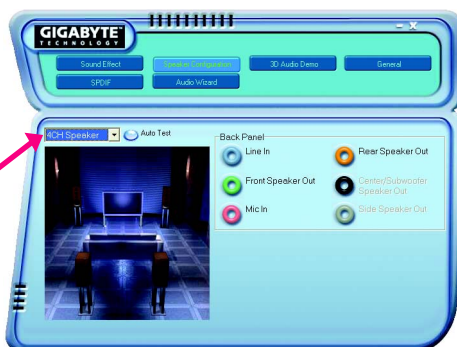 GIGABYTE™
TECHNOLOGY
Sound Effect
Speaker Configuration
3D Audio Demo
General
SPDIF
Audio Wizard
4CH Speaker
Auto Test
Back Panel
Line In
Rear Speaker Out
Front Speaker Out
Center/Subwoofer
Speaker Out
Mic In
Side Speaker Out